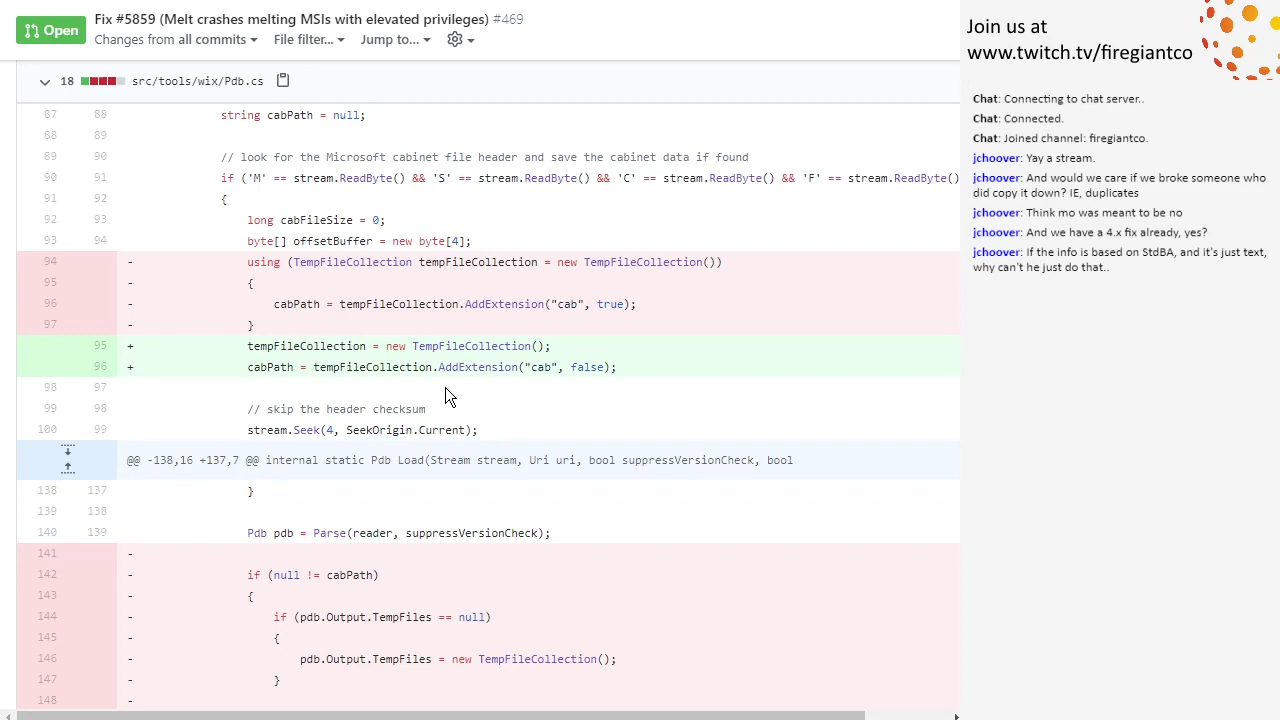 Open
Fix #5859 (Melt crashes melting MSIs with elevated privileges) #469
Changes from all commits File filter... Jump to...
18 src/tools/wix/Pdb.cs
87 88 string cabPath = null;
88 89
89 90 // look for the Microsoft cabinet file header and save the cabinet data if found
90 91 if ('M' == stream.ReadByte() && 'S' == stream.ReadByte() && 'C' == stream.ReadByte() && 'F' == stream.ReadByte()
91 92 {
92 93 long cabFileSize = 0;
93 94 byte[] offsetBuffer = new byte[4];
94 - using (TempFileCollection tempFileCollection = new TempFileCollection())
95 - {
96 - cabPath = tempFileCollection.AddExtension("cab", true);
97 - }
95 + tempFileCollection = new TempFileCollection();
96 + cabPath = tempFileCollection.AddExtension("cab", false);
98 97
99 98 // skip the header checksum
100 99 stream.Seek(4, SeekOrigin.Current);
@@ -138,16 +137,7 @@ internal static Pdb Load(Stream stream, Uri uri, bool suppressVersionCheck, bool
138 137 }
139 138
140 139 Pdb pdb = Parse(reader, suppressVersionCheck);
141 -
142 - if (null != cabPath)
143 - {
144 - if (pdb.Output.TempFiles == null)
145 - {
146 - pdb.Output.TempFiles = new TempFileCollection();
147 - }
148 -
Join us at
www.twitch.tv/firegiantco
Chat: Connecting to chat server..
Chat: Connected.
Chat: Joined channel: firegiantco.
jchoover: Yay a stream.
jchoover: And would we care if we broke someone who
did copy it down? IE, duplicates
jchoover: Think mo was meant to be no
jchoover: And we have a 4.x fix already, yes?
jchoover: If the info is based on StdBA, and it's just text,
why can't he just do that..